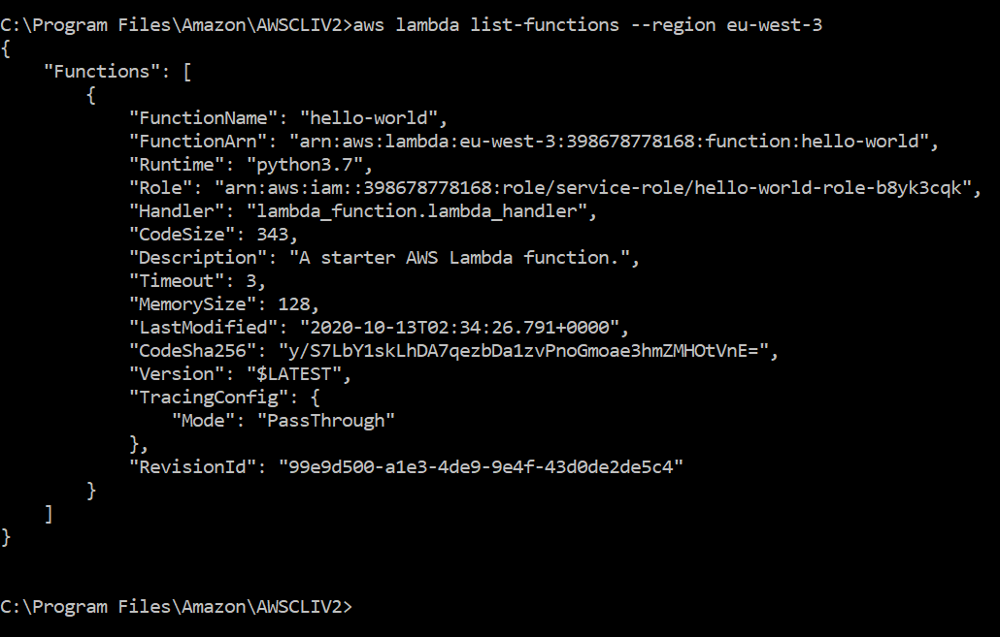 C:\Program Files\Amazon\AWSCLIV2>aws lambda list-functions --region eu-west-3
{
    "Functions": [
        {
            "FunctionName": "hello-world",
            "FunctionArn": "arn:aws:lambda:eu-west-3:398678778168:function:hello-world",
            "Runtime": "python3.7",
            "Role": "arn:aws:iam::398678778168:role/service-role/hello-world-role-b8yk3cqk",
            "Handler": "lambda_function.lambda_handler",
            "CodeSize": 343,
            "Description": "A starter AWS Lambda function.",
            "Timeout": 3,
            "MemorySize": 128,
            "LastModified": "2020-10-13T02:34:26.791+0000",
            "CodeSha256": "y/S7LbY1skLhDA7qezbDa1zvPnoGmoae3hmZMHOtVnE=",
            "Version": "$LATEST",
            "TracingConfig": {
                "Mode": "PassThrough"
            },
            "RevisionId": "99e9d500-a1e3-4de9-9e4f-43d0de2de5c4"
        }
    ]
}
C:\Program Files\Amazon\AWSCLIV2>